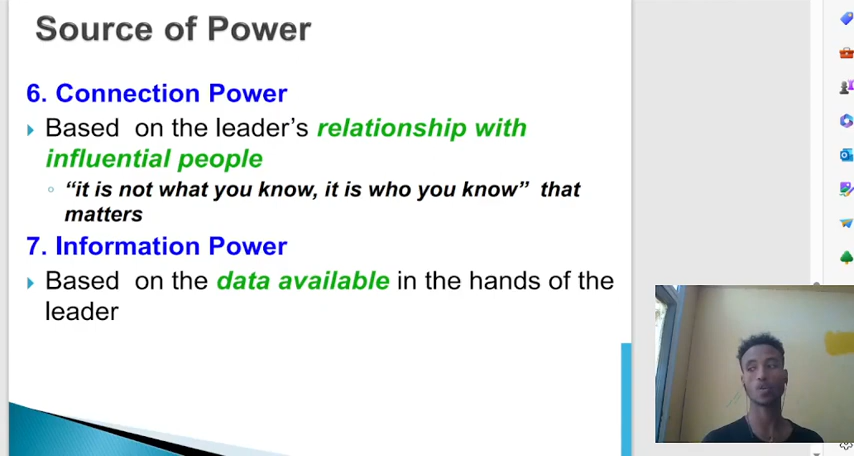 Source of Power
6. Connection Power
Based on the leader's relationship with
influential people
“it is not what you know, it is who you know” that
matters
7. Information Power
Based on the data available in the hands of the
leader